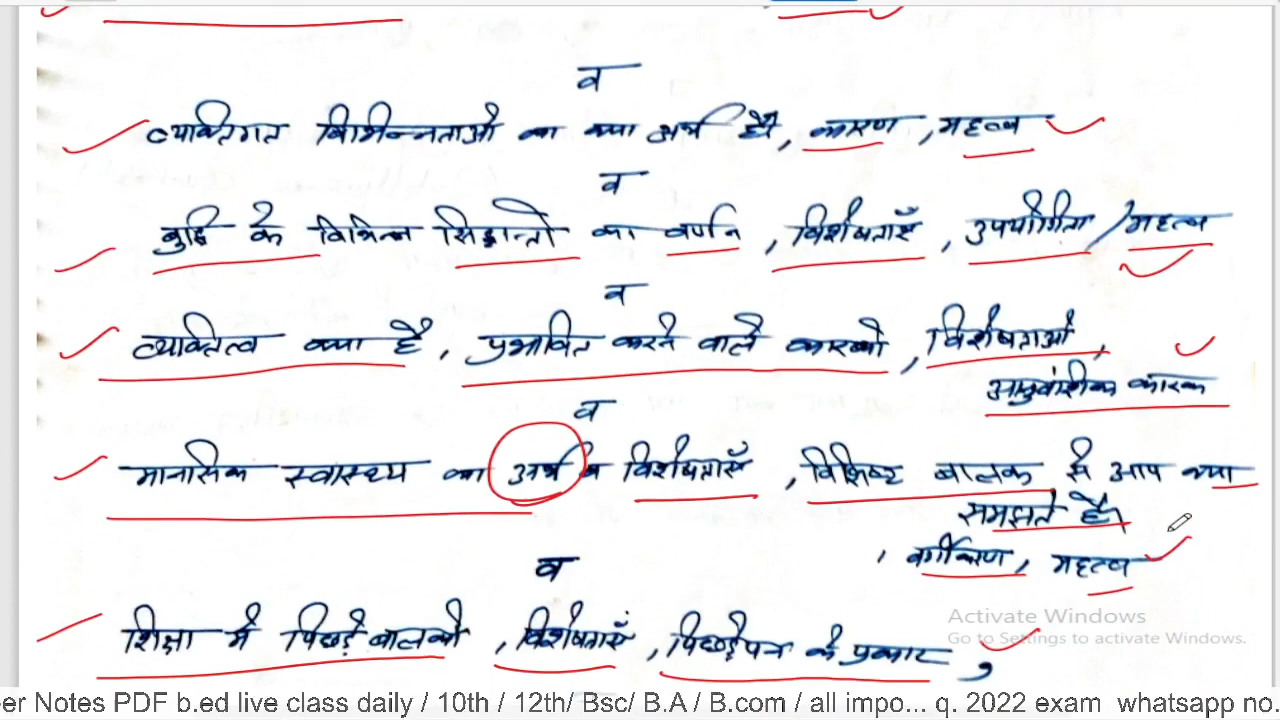 व
व्यक्तिगत विभिन्नताओ का क्या अर्थ है, कारण, महत्व
व
बुद्धि के विभिन्न सिद्धान्तो का वर्णन, विशेषताएँ, उपयोगिता / महत्व
व
व्यक्तित्व क्या है, प्रभावित करने वाले कारको, विशेषताओ,
आनुवांशिक कारक
व
मानसिक स्वास्थ्य का अर्थ व विशेषताएँ, विशिष्ट बालक से आप क्या
समझते है।
, वर्गीकरण, महत्व
व
शिक्षा मे पिछड़े बालको, विशेषताएं, पिछड़ेपन के प्रकार,
Activate Windows
Go to Settings to activate Windows.
er Notes PDF b.ed live class daily / 10th / 12th/ Bsc/ B.A / B.com / all impo... q. 2022 exam whatsapp no.